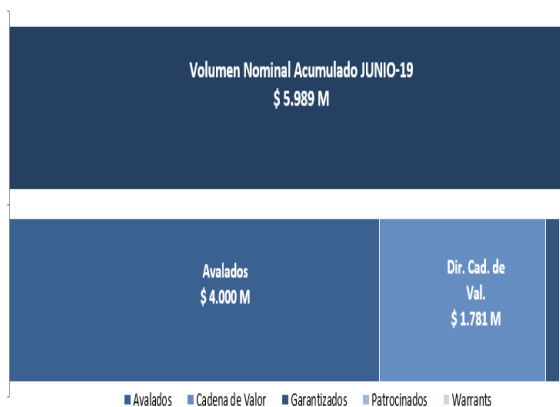 Volumen Nominal Acumulado JUNIO-19
$ 5.989 M
Avalados
$ 4.000 M
Dir. Cad. de
Val.
$ 1.781 M
Avalados Cadena de Valor Garantizados Patrocinados Warrants